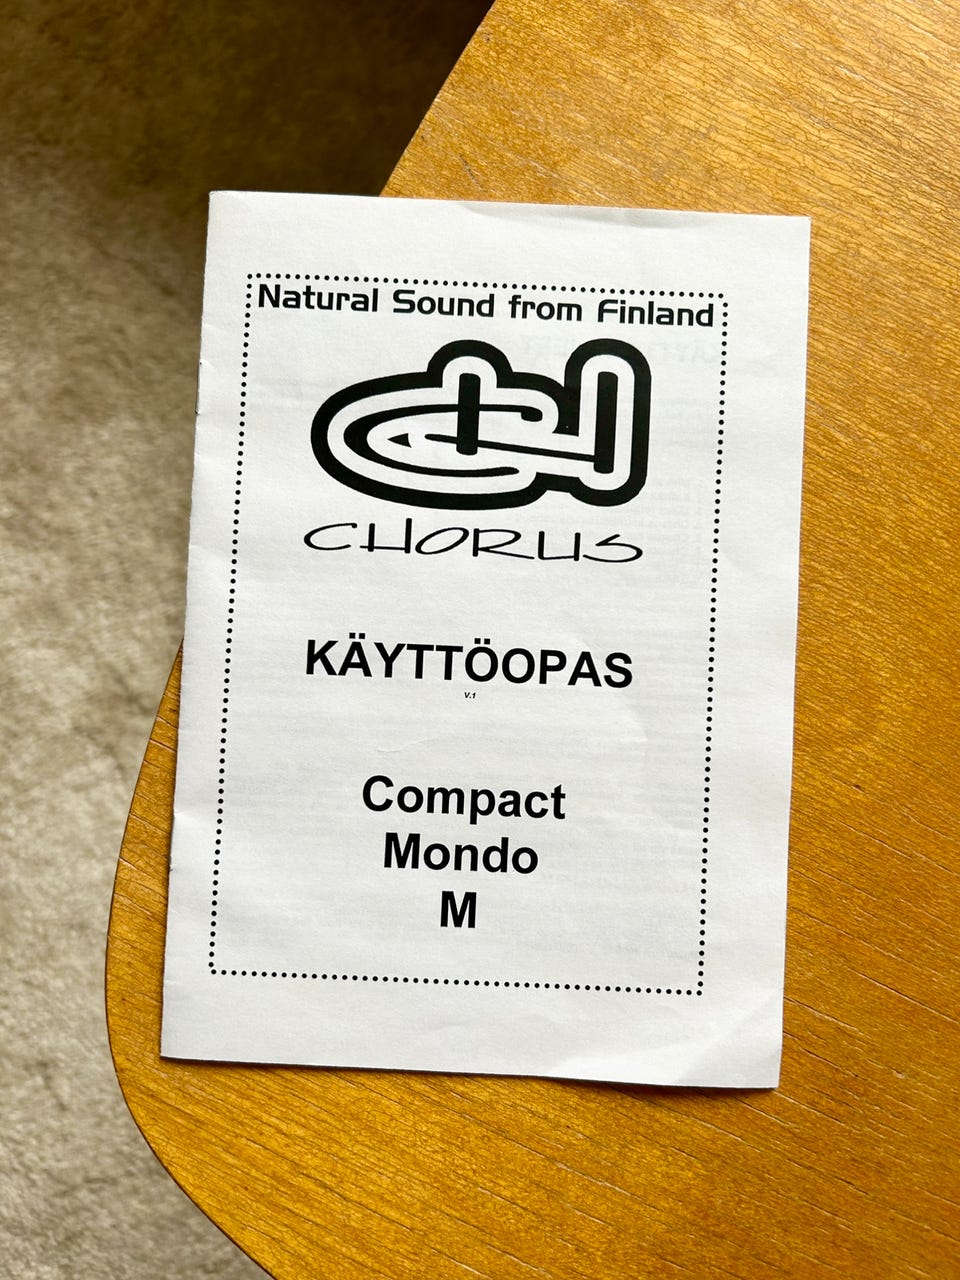 Natural Sound from Finland
CHORUS
KÄYTTÖOPAS
V.1
Compact
Mondo
M